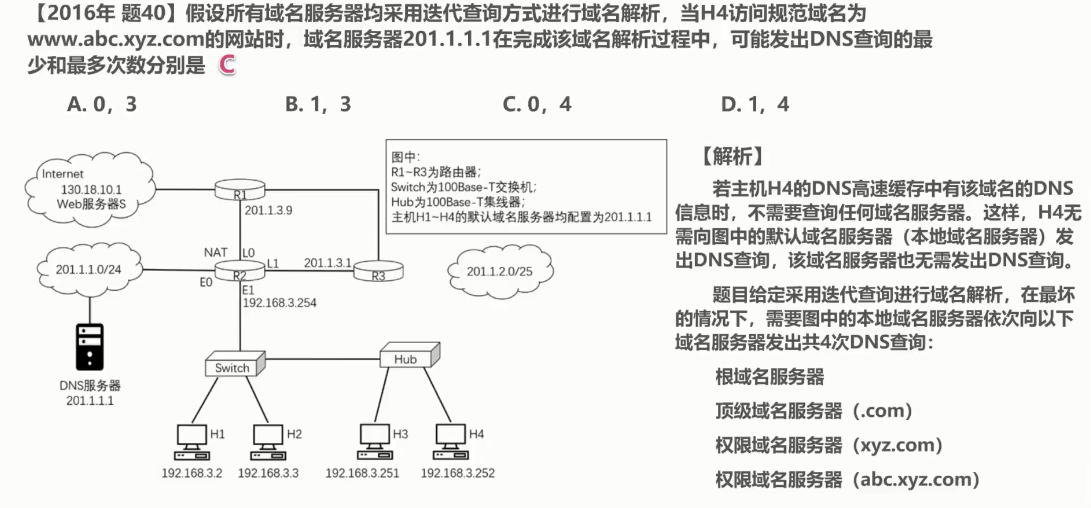 【2016年 题40】假设所有域名服务器均采用迭代查询方式进行域名解析，当H4访问规范域名为
www.abc.xyz.com的网站时，域名服务器201.1.1.1在完成该域名解析过程中，可能发出DNS查询的最
少和最多次数分别是 C
A. 0，3 B. 1，3 C. 0，4 D. 1，4
Internet
130.18.10.1
Web服务器S
R1
201.1.3.9
图中：
R1~R3为路由器；
Switch为100Base-T交换机；
Hub为100Base-T集线器；
主机H1~H4的默认域名服务器均配置为201.1.1.1
201.1.1.0/24
NAT
L0
L1
R2
E0
E1
192.168.3.254
201.1.3.1
R3
201.1.2.0/25
DNS服务器
201.1.1.1
Switch
Hub
H1
H2
H3
H4
192.168.3.2
192.168.3.3
192.168.3.251
192.168.3.252
【解析】
若主机H4的DNS高速缓存中有该域名的DNS
信息时，不需要查询任何域名服务器。这样，H4无
需向图中的默认域名服务器（本地域名服务器）发
出DNS查询，该域名服务器也无需发出DNS查询。
题目给定采用迭代查询进行域名解析，在最坏
的情况下，需要图中的本地域名服务器依次向以下
域名服务器发出共4次DNS查询：
根域名服务器
顶级域名服务器（.com）
权限域名服务器（xyz.com）
权限域名服务器（abc.xyz.com）